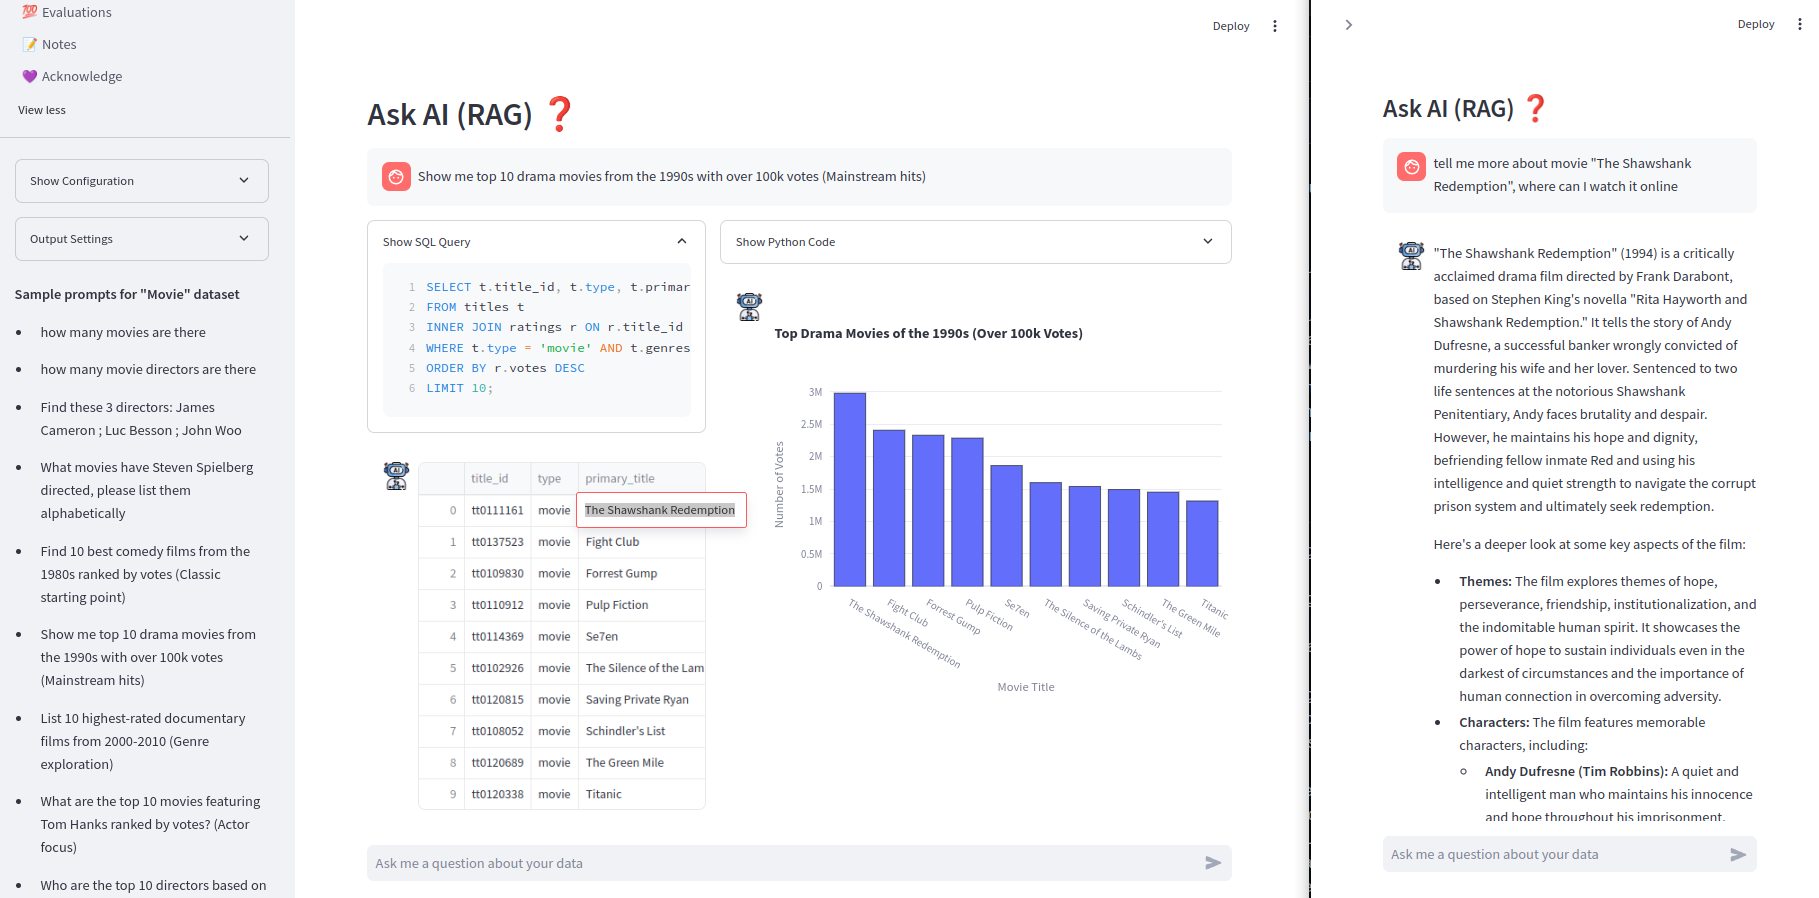 Evaluations
Notes
Acknowledge
View less
Show Configuration
Output Settings
Sample prompts for "Movie" dataset
how many movies are there
how many movie directors are there
Find these 3 directors: James
Cameron ; Luc Besson ; John Woo
What movies have Steven Spielberg
directed, please list them
alphabetically
Find 10 best comedy films from the
1980s ranked by votes (Classic
starting point)
Show me top 10 drama movies from
the 1990s with over 100k votes
(Mainstream hits)
List 10 highest-rated documentary
films from 2000-2010 (Genre
exploration)
What are the top 10 movies featuring
Tom Hanks ranked by votes? (Actor
focus)
Who are the top 10 directors based on
Deploy
Ask AI (RAG) ❓
Show me top 10 drama movies from the 1990s with over 100k votes (Mainstream hits)
Show SQL Query
1 SELECT t.title_id, t.type, t.primar
2 FROM titles t
3 INNER JOIN ratings r ON r.title_id
4 WHERE t.type = 'movie' AND t.genres
5 ORDER BY r.votes DESC
6 LIMIT 10;
title_id type primary_title
0 tt0111161 movie The Shawshank Redemption
1 tt0137523 movie Fight Club
2 tt0109830 movie Forrest Gump
3 tt0110912 movie Pulp Fiction
4 tt0114369 movie Se7en
5 tt0102926 movie The Silence of the Lam
6 tt0120815 movie Saving Private Ryan
7 tt0108052 movie Schindler's List
8 tt0120689 movie The Green Mile
9 tt0120338 movie Titanic
Show Python Code
AI
Top Drama Movies of the 1990s (Over 100k Votes)
Number of Votes
3M
2.5M
2M
1.5M
1M
0.5M
0
The Shawshank Redemption
Fight Club
Forrest Gump
Pulp Fiction
Se7en
The Silence of the Lambs
Saving Private Ryan
Schindler's List
The Green Mile
Titanic
Movie Title
Ask me a question about your data
Deploy
Ask AI (RAG) ❓
tell me more about movie "The Shawshank
Redemption", where can I watch it online
"The Shawshank Redemption" (1994) is a critically
acclaimed drama film directed by Frank Darabont,
based on Stephen King's novella "Rita Hayworth and
Shawshank Redemption." It tells the story of Andy
Dufresne, a successful banker wrongly convicted of
murdering his wife and her lover. Sentenced to two
life sentences at the notorious Shawshank
Penitentiary, Andy faces brutality and despair.
However, he maintains his hope and dignity,
befriending fellow inmate Red and using his
intelligence and quiet strength to navigate the corrupt
prison system and ultimately seek redemption.
Here's a deeper look at some key aspects of the film:
Themes: The film explores themes of hope,
perseverance, friendship, institutionalization, and
the indomitable human spirit. It showcases the
power of hope to sustain individuals even in the
darkest of circumstances and the importance of
human connection in overcoming adversity.
Characters: The film features memorable
characters, including:
Andy Dufresne (Tim Robbins): A quiet and
intelligent man who maintains his innocence
and hope throughout his imprisonment.
Ask me a question about your data